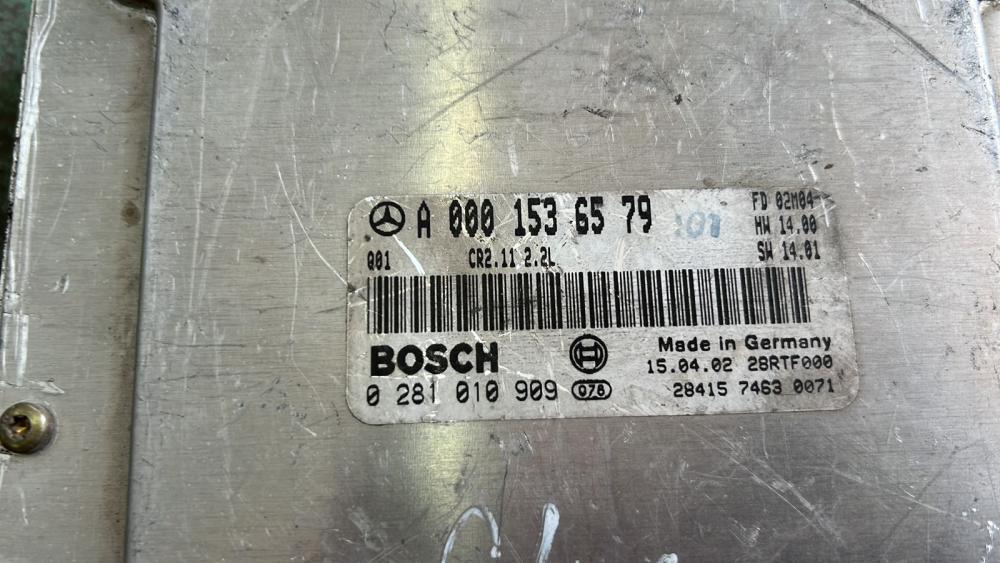 A 000 153 65 79
FD 02M04
HW 14.00
SW 14.01
Q01 CR2.11 2.2L
BOSCH
Made in Germany
15.04.02 28RTF000
0 281 010 909 078
28415 7463 0071